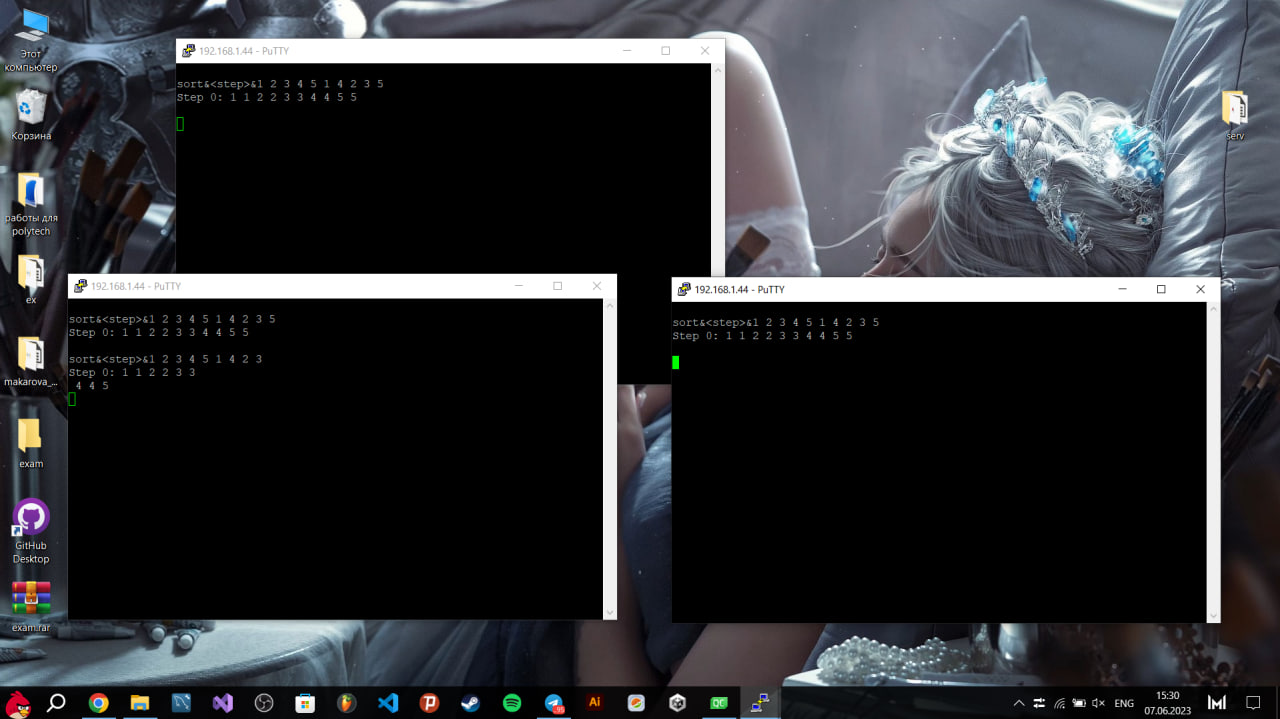 Этот
компьютер
Корзина
работы для
polytech
ex
makarova_...
exam
GitHub
Desktop
exam.rar
192.168.1.44 - PuTTY
sort&<step>&1 2 3 4 5 1 4 2 3 5
Step 0: 1 1 2 2 3 3 4 4 5 5
192.168.1.44 - PuTTY
sort&<step>&1 2 3 4 5 1 4 2 3 5
Step 0: 1 1 2 2 3 3 4 4 5 5
sort&<step>&1 2 3 4 5 1 4 2 3
Step 0: 1 1 2 2 3 3
4 4 5
192.168.1.44 - PuTTY
sort&<step>&1 2 3 4 5 1 4 2 3 5
Step 0: 1 1 2 2 3 3 4 4 5 5
serv
Ai
QC
ENG
15:30
07.06.2023